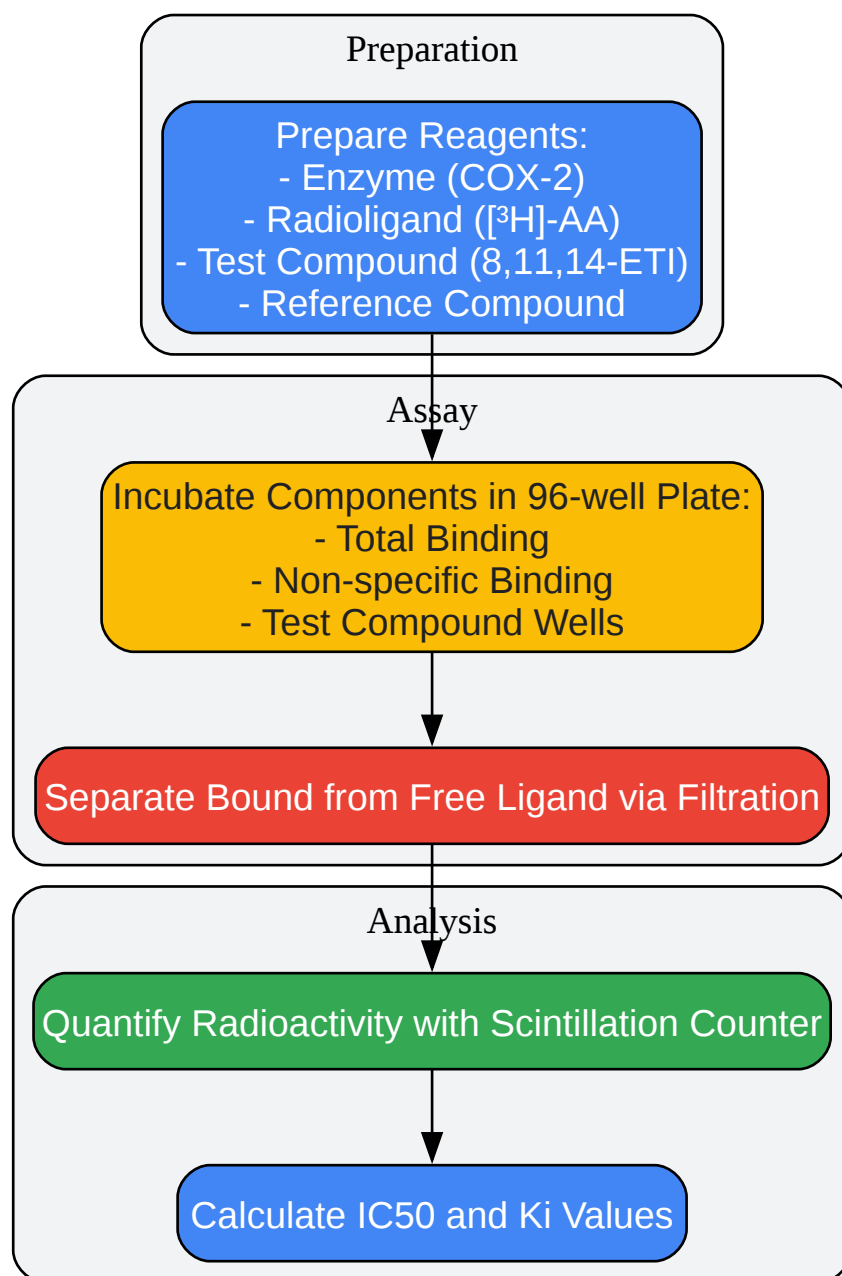 Preparation
Prepare Reagents:
- Enzyme (COX-2)
- Radioligand ([³H]-AA)
- Test Compound (8,11,14-ETI)
- Reference Compound
Assay
Incubate Components in 96-well Plate:
- Total Binding
- Non-specific Binding
- Test Compound Wells
Separate Bound from Free Ligand via Filtration
Analysis
Quantify Radioactivity with Scintillation Counter
Calculate IC50 and Ki Values